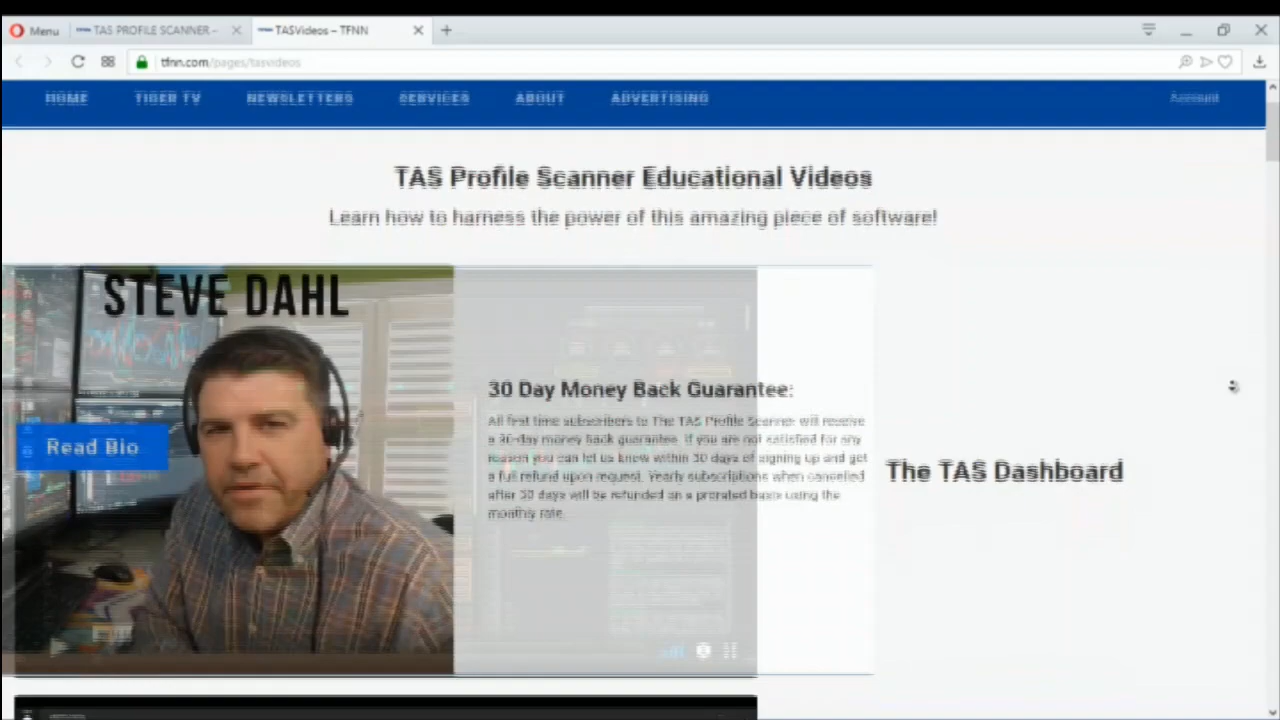 Menu
TAS PROFILE SCANNER -
TASVideos – TFNN
tfnn.com/pages/tasvideos
HOME
TIGER TV
NEWSLETTERS
SERVICES
ABOUT
ADVERTISING
Account
TAS Profile Scanner Educational Videos
Learn how to harness the power of this amazing piece of software!
STEVE DAHL
Read Bio
30 Day Money Back Guarantee:
All first time subscribers to The TAS Profile Scanner will receive
a 30-day money back guarantee. If you are not satisfied for any
reason you can let us know within 30 days of signing up and get
a full refund upon request. Yearly subscriptions when cancelled
after 30 days will be refunded on a prorated basis using the
monthly rate.
The TAS Dashboard